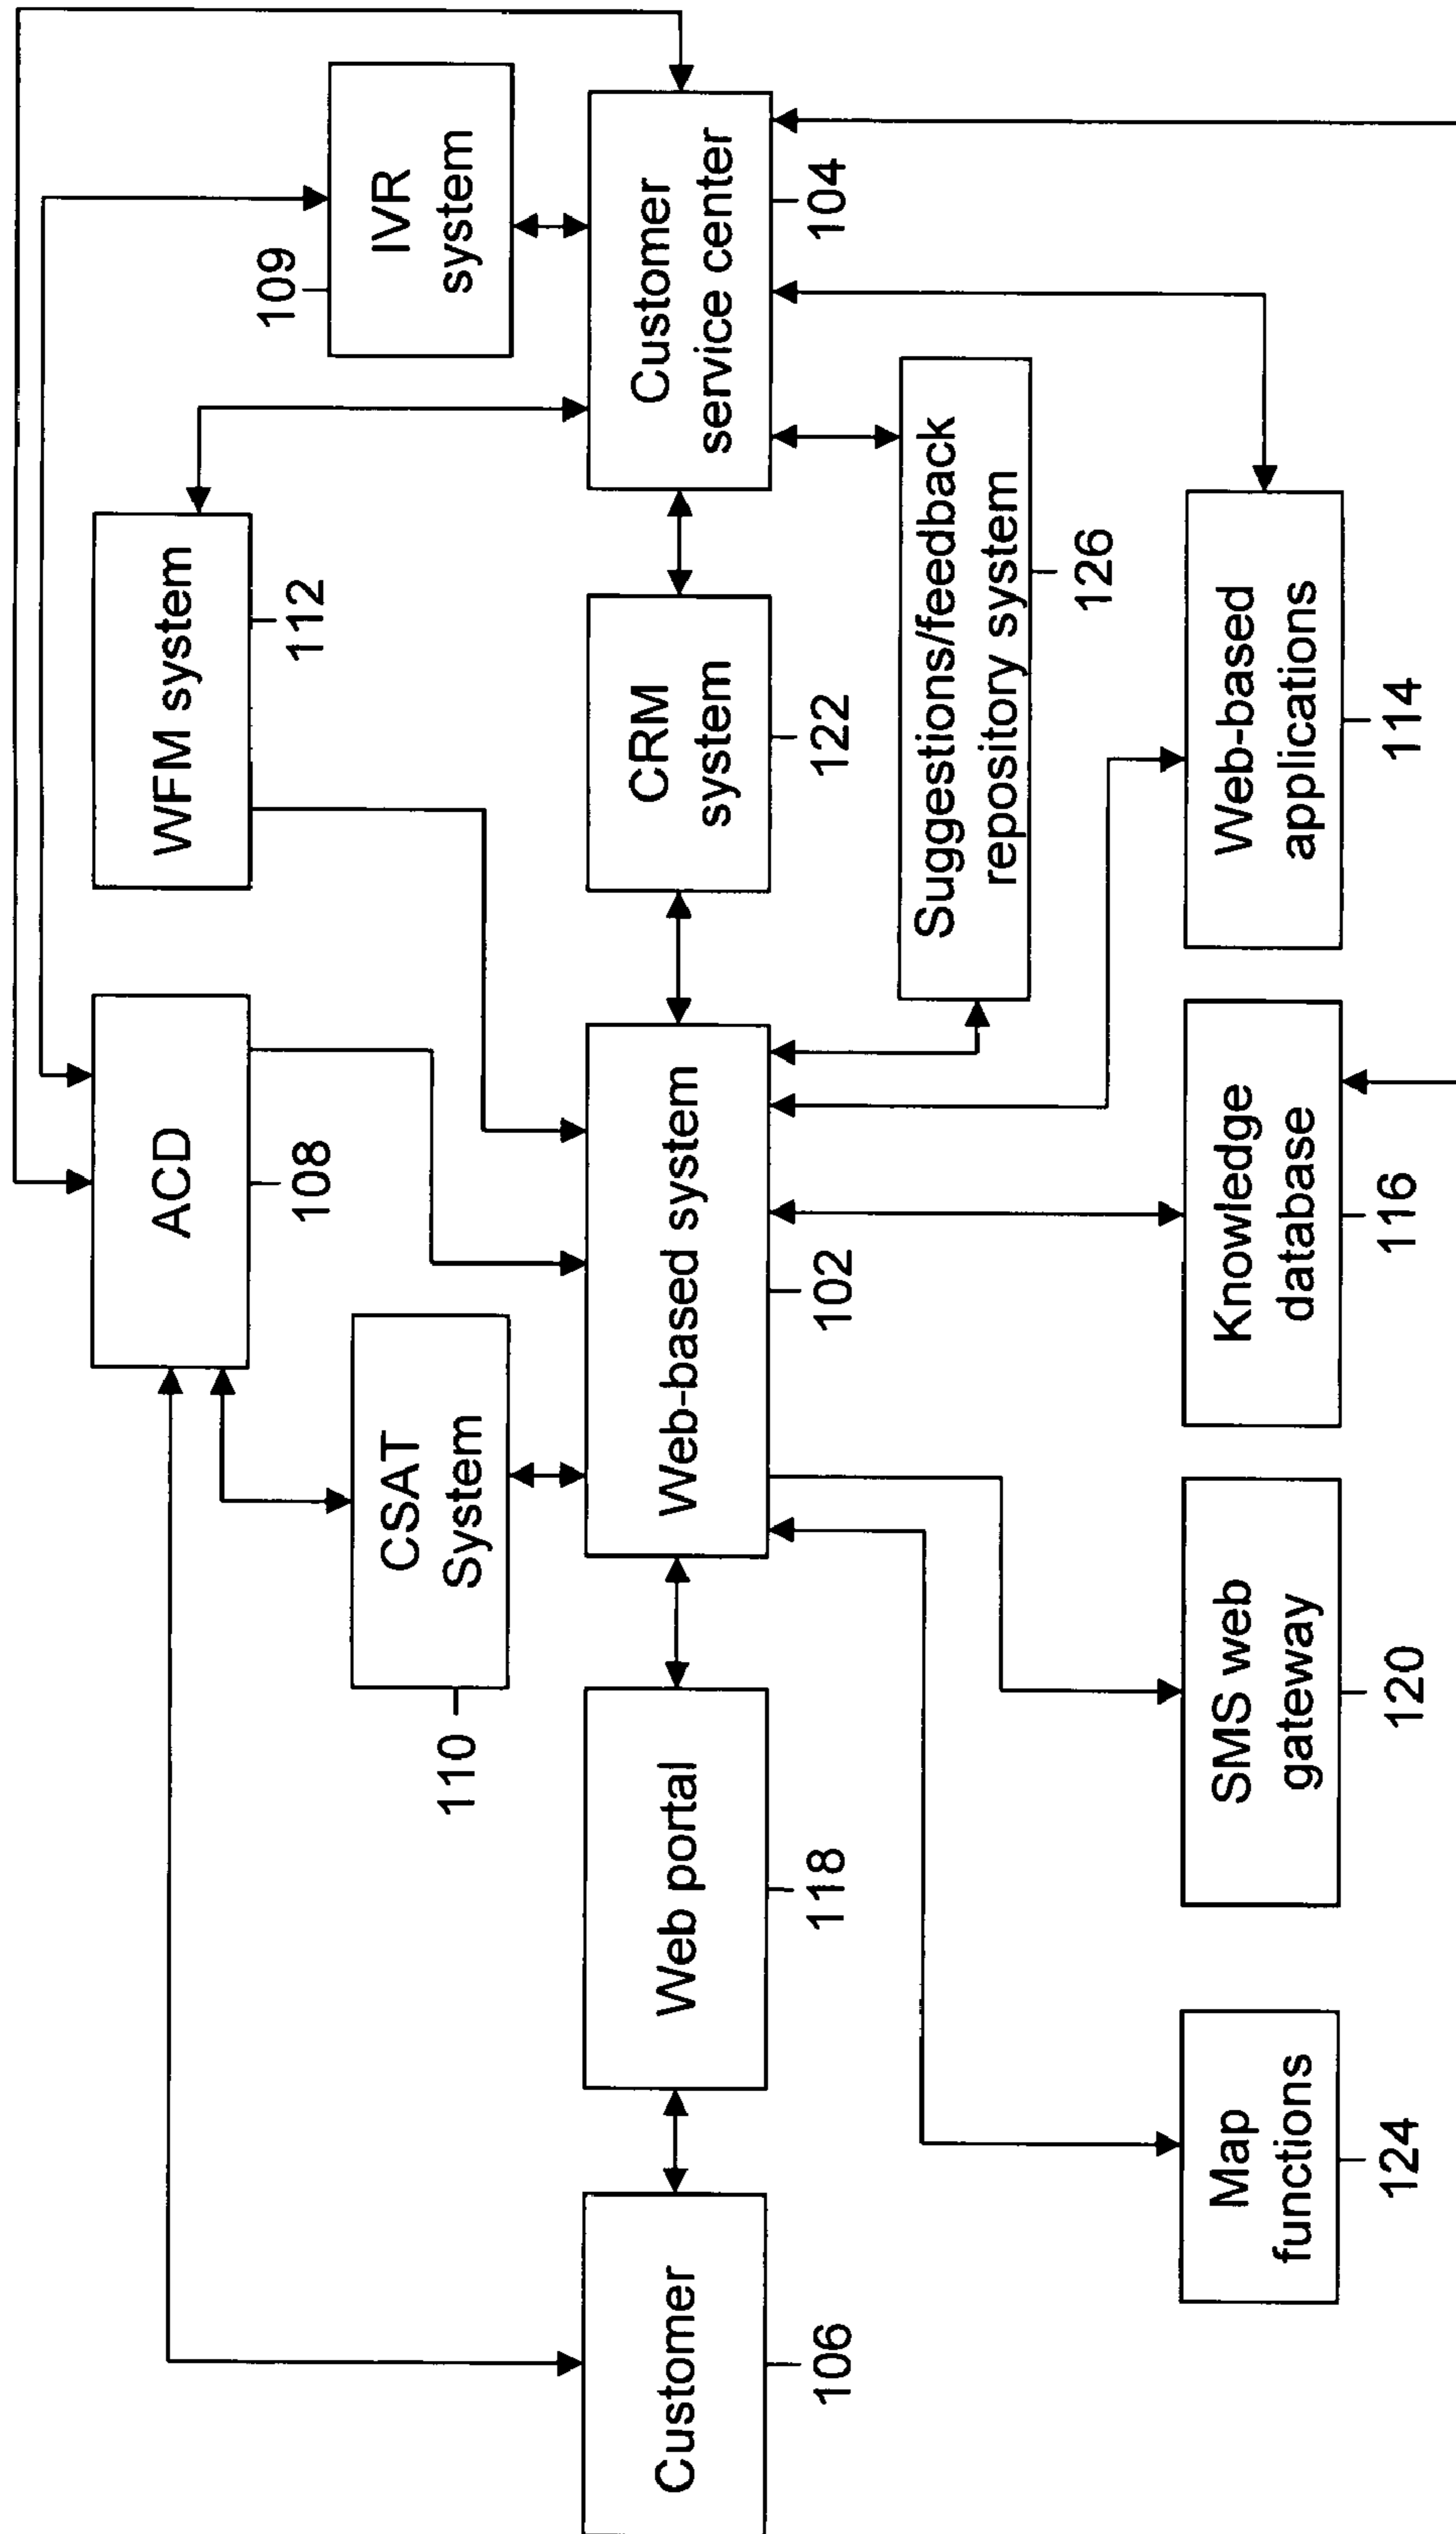 ACD
108
WFM system
112
IVR
system
109
CSAT
System
110
Customer
106
Web portal
118
Web-based system
102
CRM
system
122
Customer
service center
104
Suggestions/feedback
repository system
126
Map
functions
124
SMS web
gateway
120
Knowledge
database
116
Web-based
applications
114